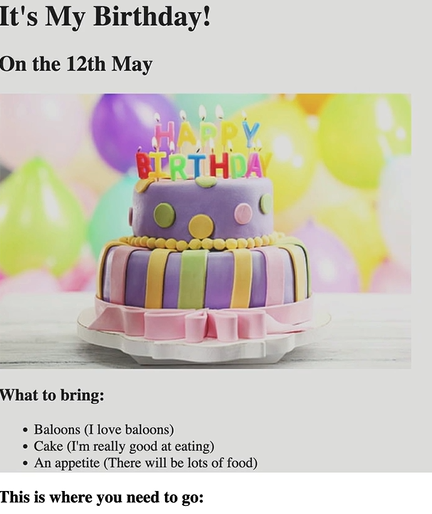 It's My Birthday!
On the 12th May
HAPPY
BIRTHDAY
What to bring:
Baloons (I love baloons)
Cake (I'm really good at eating)
An appetite (There will be lots of food)
This is where you need to go: